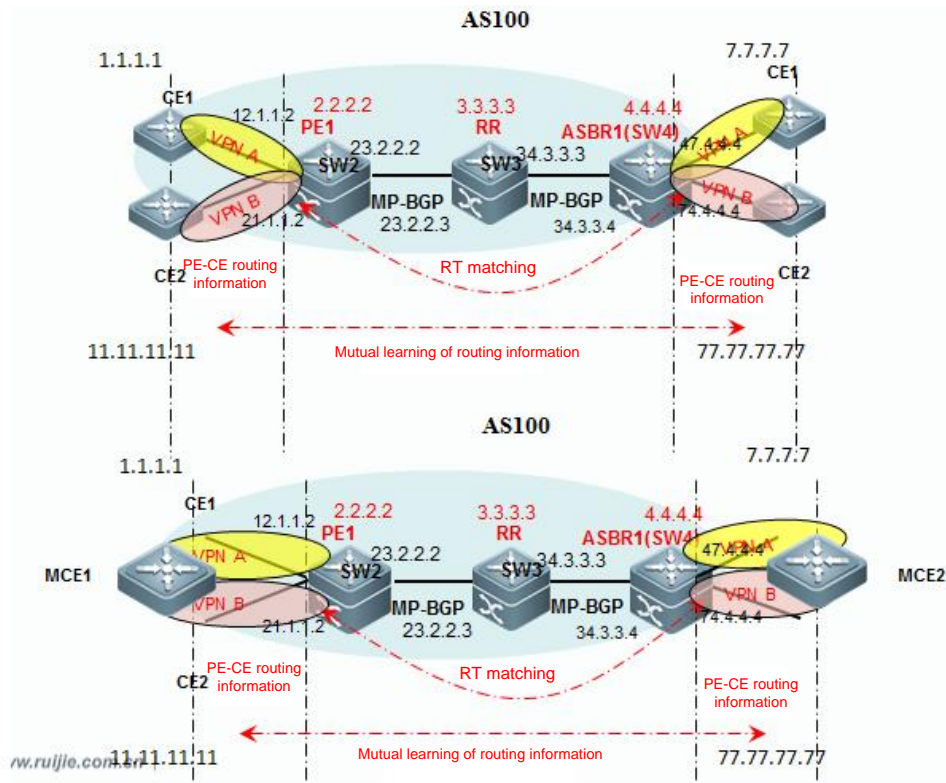 AS100
1.1.1.1
7.7.7.7
CE1
CE1
12.1.1.2
2.2.2.2
3.3.3.3
4.4.4.4
PE1
RR
ASBR1(SW4)
VPN A
VPN A
47.4.4.4
23.2.2.2
34.3.3.3
SW2
SW3
VPN B
VPN B
74.4.4.4
21.1.1.2
MP-BGP
MP-BGP
23.2.2.3
34.3.3.4
CE2
CE2
PE-CE routing
information
RT matching
PE-CE routing
information
11.11.11.11
Mutual learning of routing information
77.77.77.77
AS100
1.1.1.1
7.7.7.7
CE1
12.1.1.2
2.2.2.2
3.3.3.3
4.4.4.4
PE1
RR
ASBR1(SW4
VPN A
47.4.4.4
VPN A
23.2.2.2
34.3.3.3
SW2
SW3
MCE1
MCE2
VPN B
VPN B
74.4.4.4
21.1.1.2
MP-BGP
MP-BGP
23.2.2.3
34.3.3.4
CE2
PE-CE routing
information
RT matching
PE-CE routing
information
11.11.11.11
Mutual learning of routing information
77.77.77.77
w.ruijie.com.cn